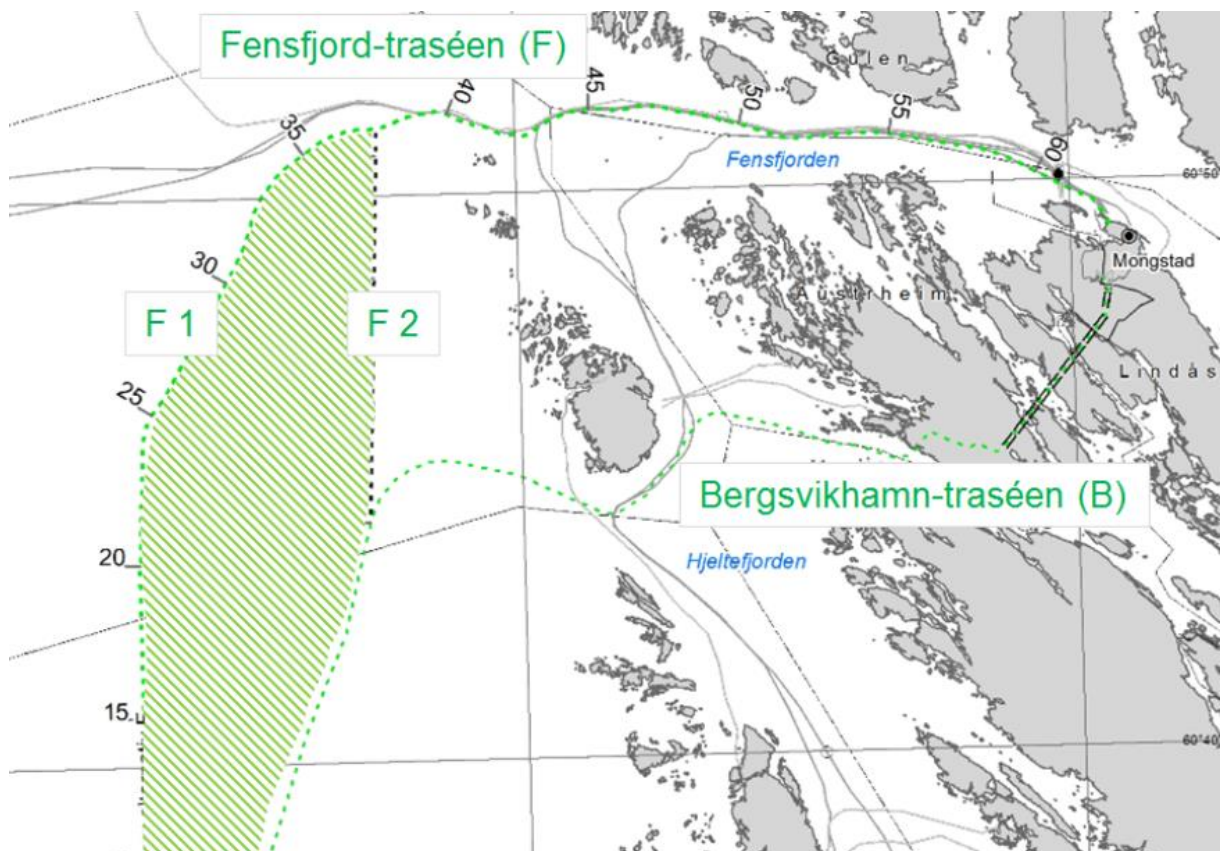 Fensfjord-traséen (F)
Gulen
40
45
50
55
60
35
Fensfjorden
60°50'
Mongstad
30
Austrheim
F 1
F 2
Lindås
25
Bergsvikhamn-traséen (B)
20
Hjeltefjorden
15
60°40'